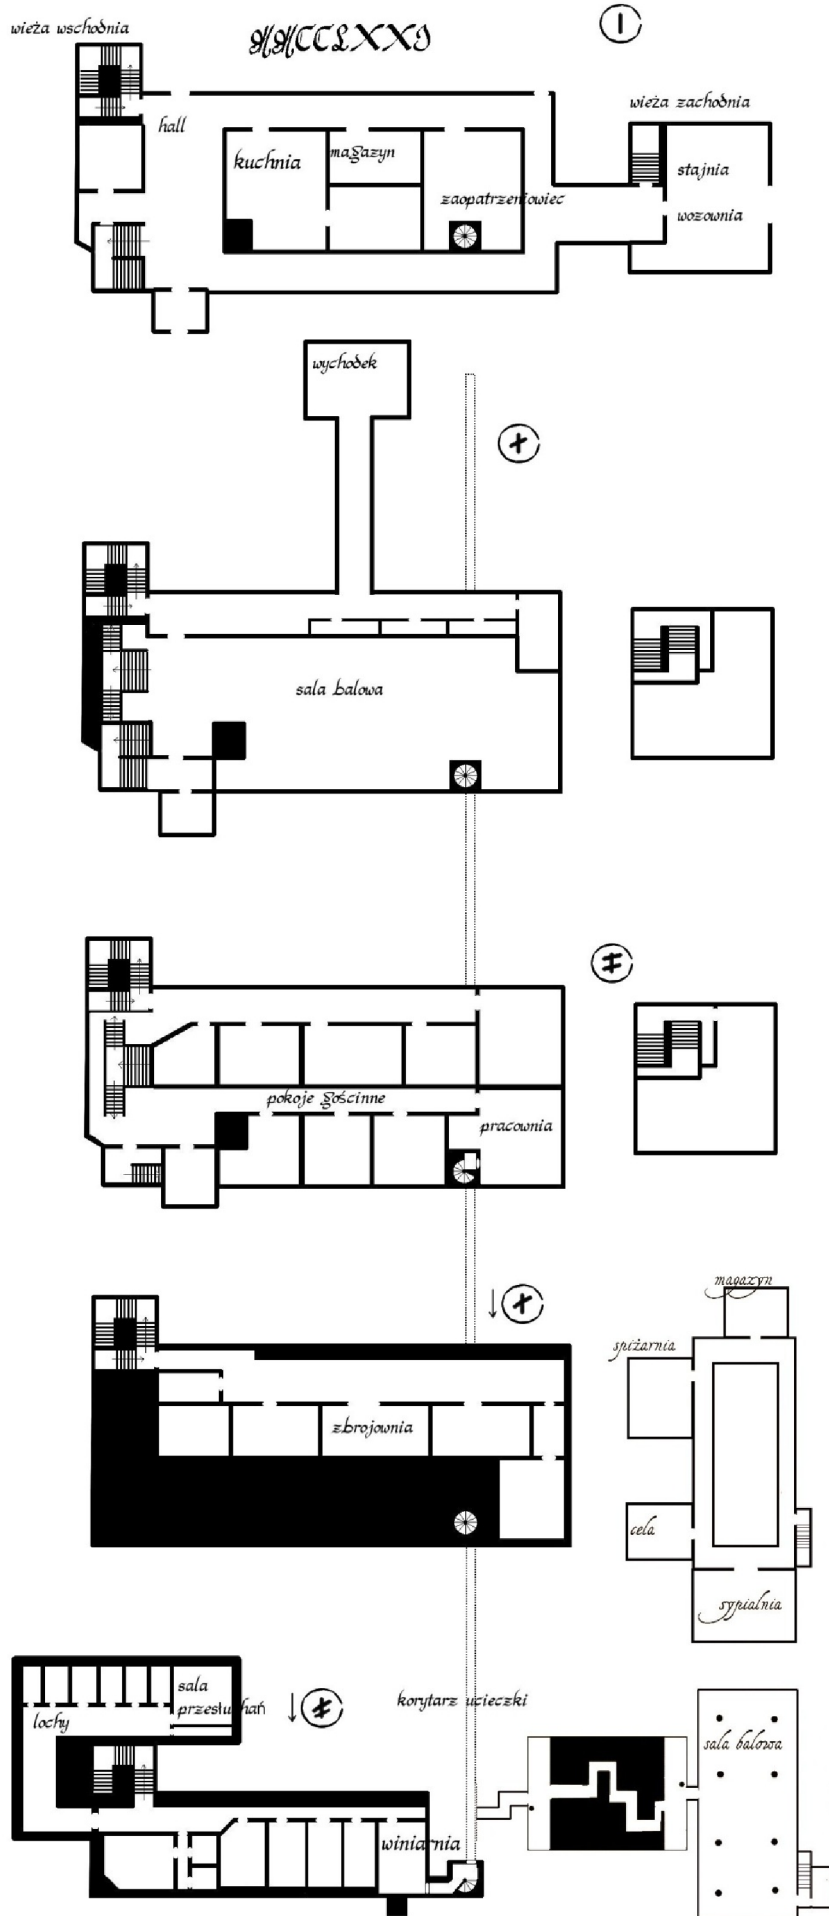 wieża wschodnia
MMCCLXXI
I
hall
wieża zachodnia
kuchnia
magazyn
stajnia
zaopatrzeniowiec
wozownia
wychodek
sala balowa
pokoje gościnne
pracownia
magazyn
spiżarnia
zbrojownia
cela
sypialnia
sala
przesłuchań
lochy
korytarz ucieczki
sala balowa
winiarnia